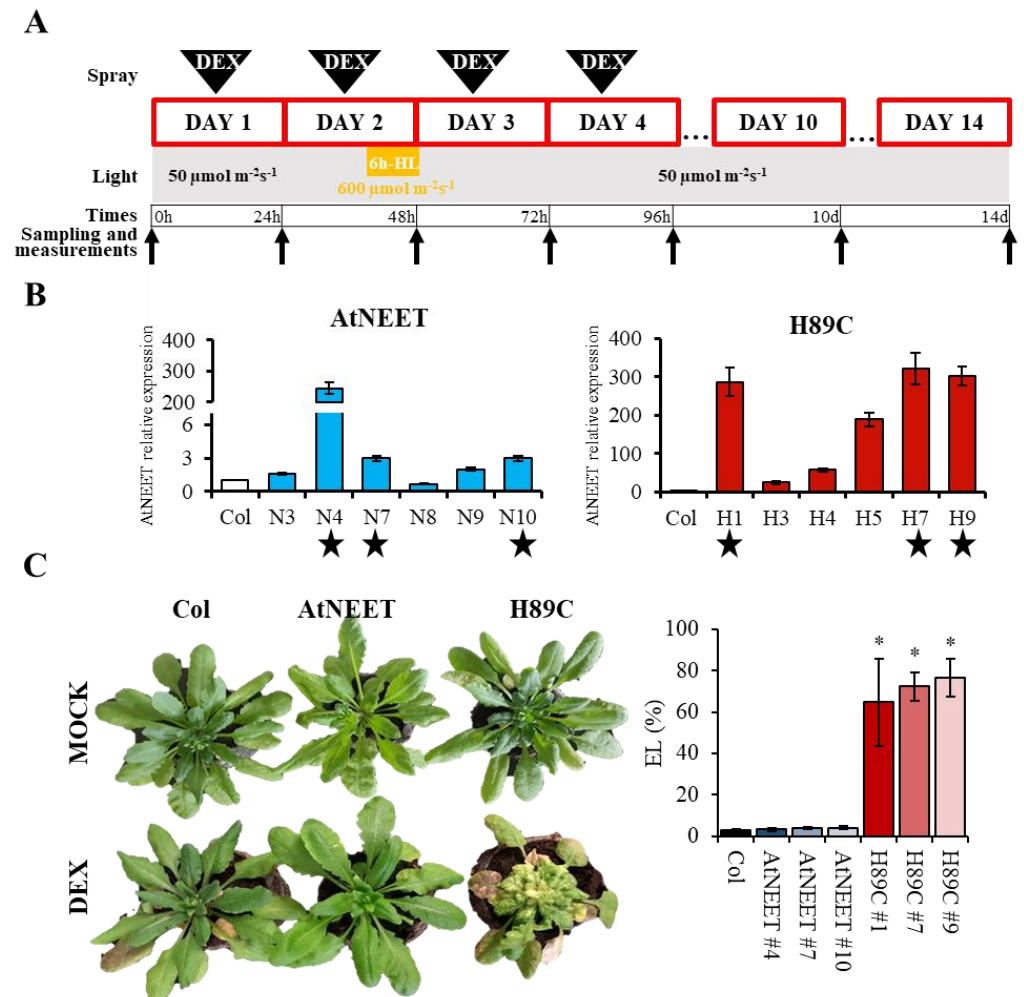 A
Spray DEX DEX DEX DEX
DAY 1 DAY 2 DAY 3 DAY 4 ... DAY 10 ... DAY 14
6h-HL
Light 50 µmol m⁻²s⁻¹ 600 µmol m⁻²s⁻¹ 50 µmol m⁻²s⁻¹
Times 0h 24h 48h 72h 96h 10d 14d
Sampling and
measurements
B
AtNEET
AtNEET relative expression
400
300
200
6
3
0
Col N3 N4 N7 N8 N9 N10
★ ★ ★
H89C
AtNEET relative expression
400
300
200
100
0
Col H1 H3 H4 H5 H7 H9
★ ★ ★
C
Col AtNEET H89C
MOCK
DEX
EL (%)
100
80
60
40
20
0
* * *
Col
AtNEET #4
AtNEET #7
AtNEET #10
H89C #1
H89C #7
H89C #9